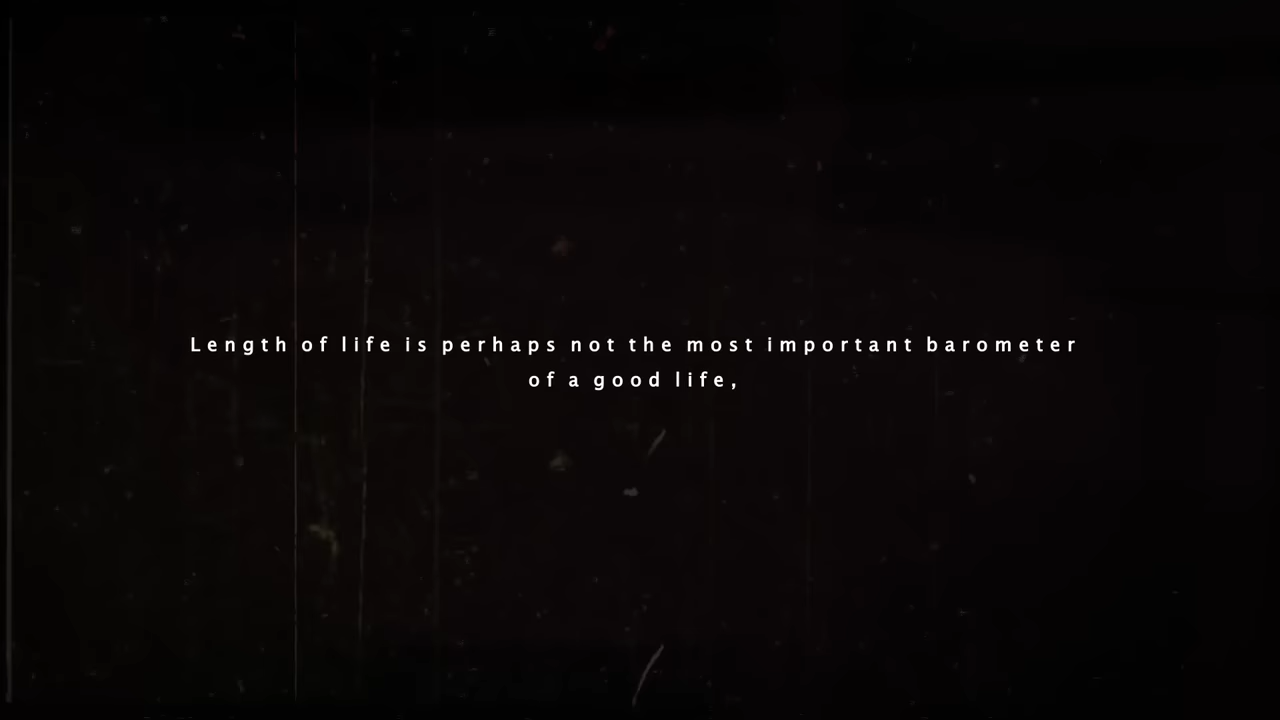 Length of life is perhaps not the most important barometer
of a good life,